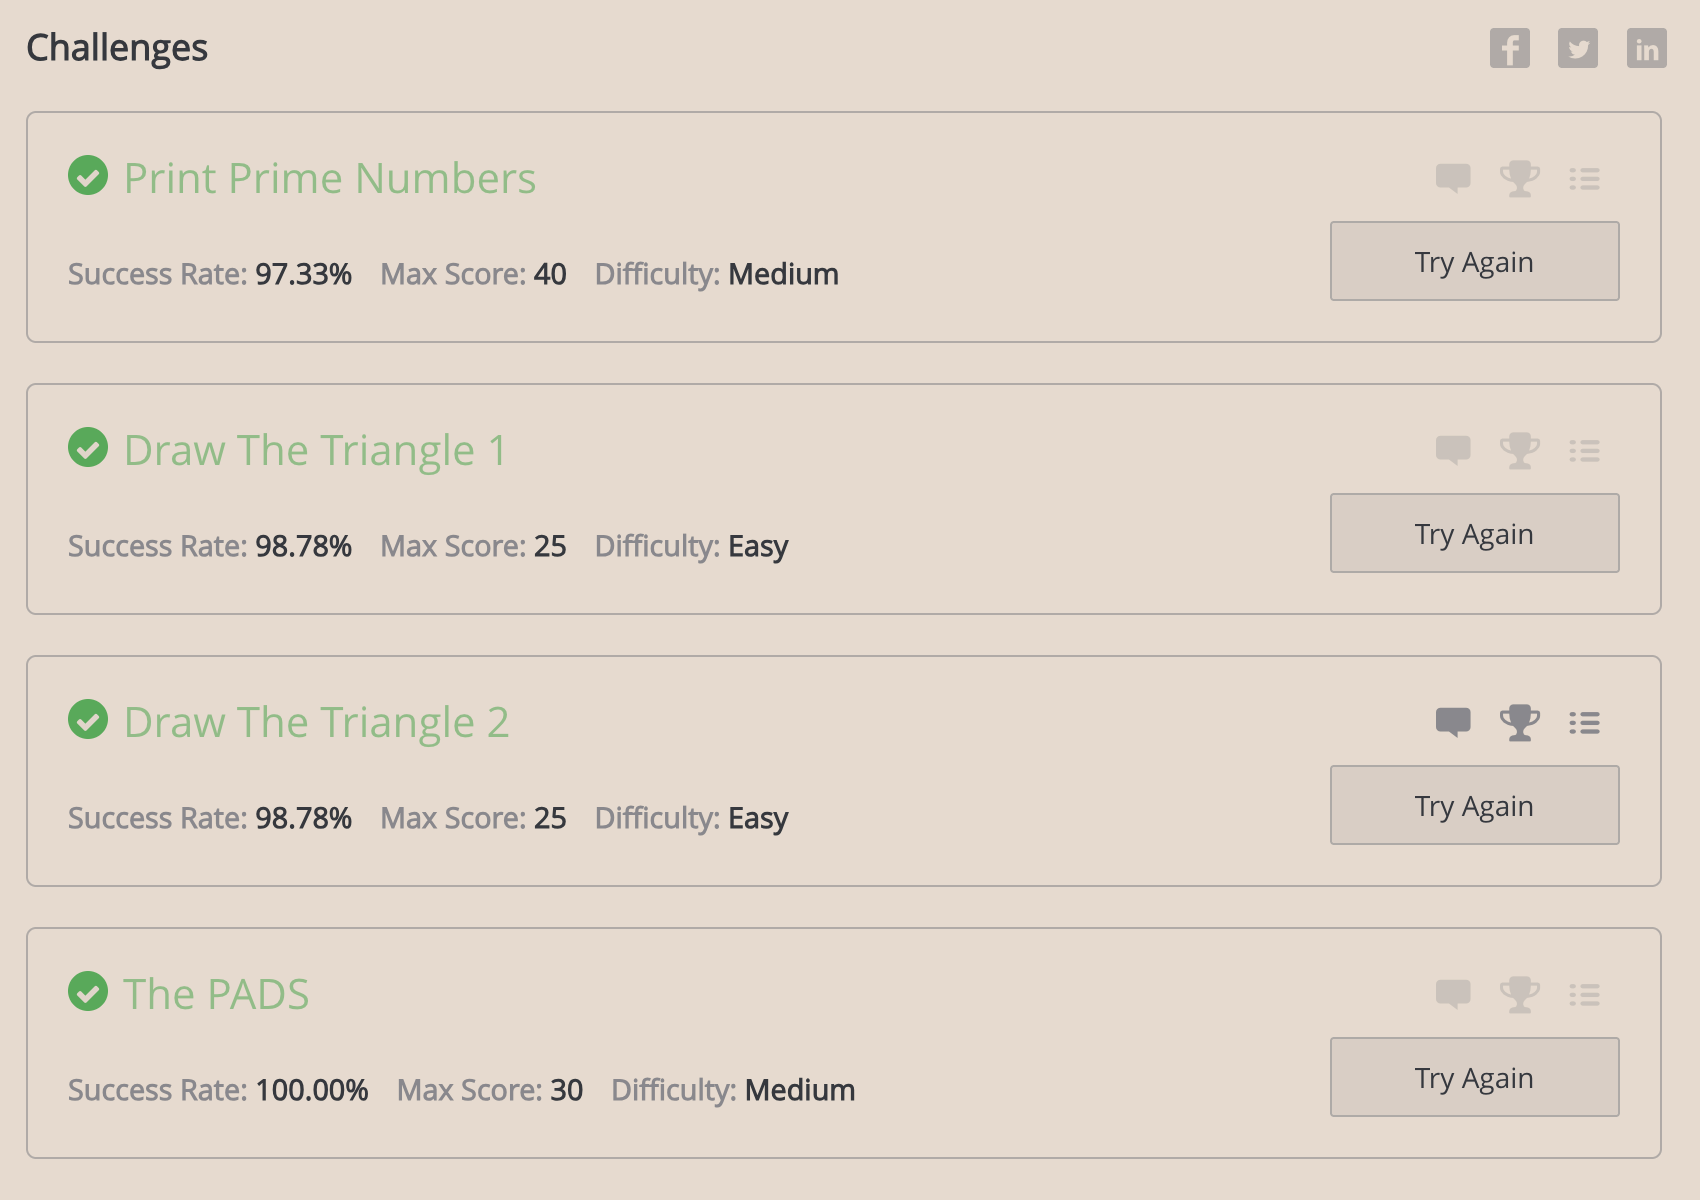 Challenges
Print Prime Numbers
Success Rate: 97.33% Max Score: 40 Difficulty: Medium
Try Again
Draw The Triangle 1
Success Rate: 98.78% Max Score: 25 Difficulty: Easy
Try Again
Draw The Triangle 2
Success Rate: 98.78% Max Score: 25 Difficulty: Easy
Try Again
The PADS
Success Rate: 100.00% Max Score: 30 Difficulty: Medium
Try Again